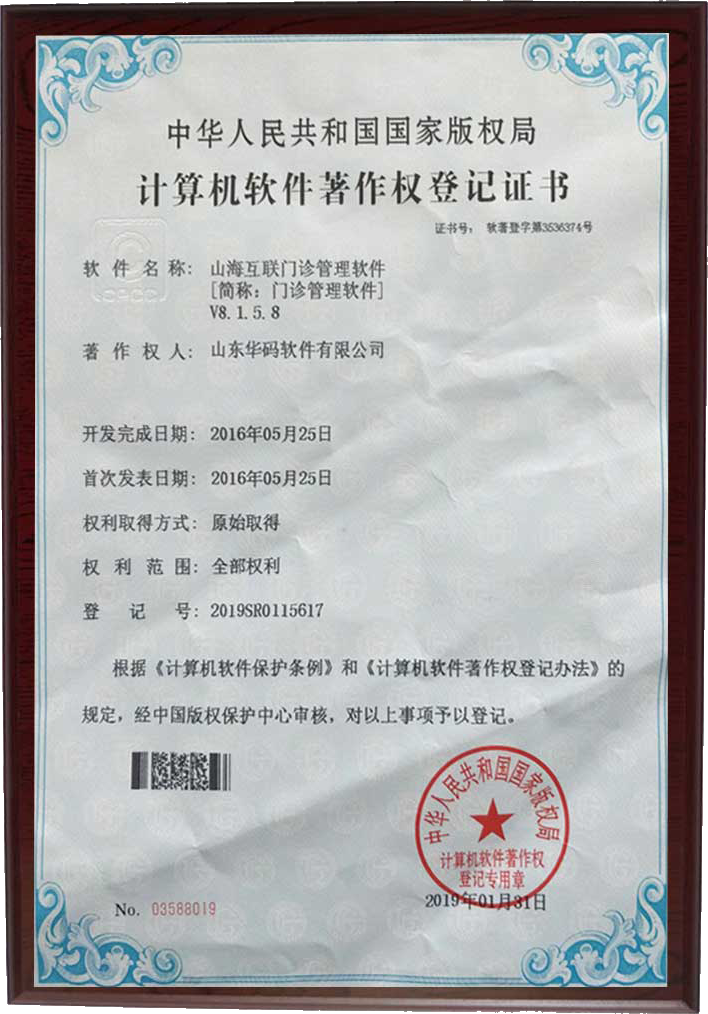 中华人民共和国国家版权局
计算机软件著作权登记证书
证书号： 软著登字第3536374号
软件名称： 山海互联门诊管理软件
[简称：门诊管理软件]
V8.1.5.8
著作权人： 山东华码软件有限公司
开发完成日期： 2016年05月25日
首次发表日期： 2016年05月25日
权利取得方式： 原始取得
权利范围： 全部权利
登记号： 2019SR0115617
根据《计算机软件保护条例》和《计算机软件著作权登记办法》的
规定，经中国版权保护中心审核，对以上事项予以登记。
中华人民共和国国家版权局
计算机软件著作权
登记专用章
2019年01月31日
No. 03588019